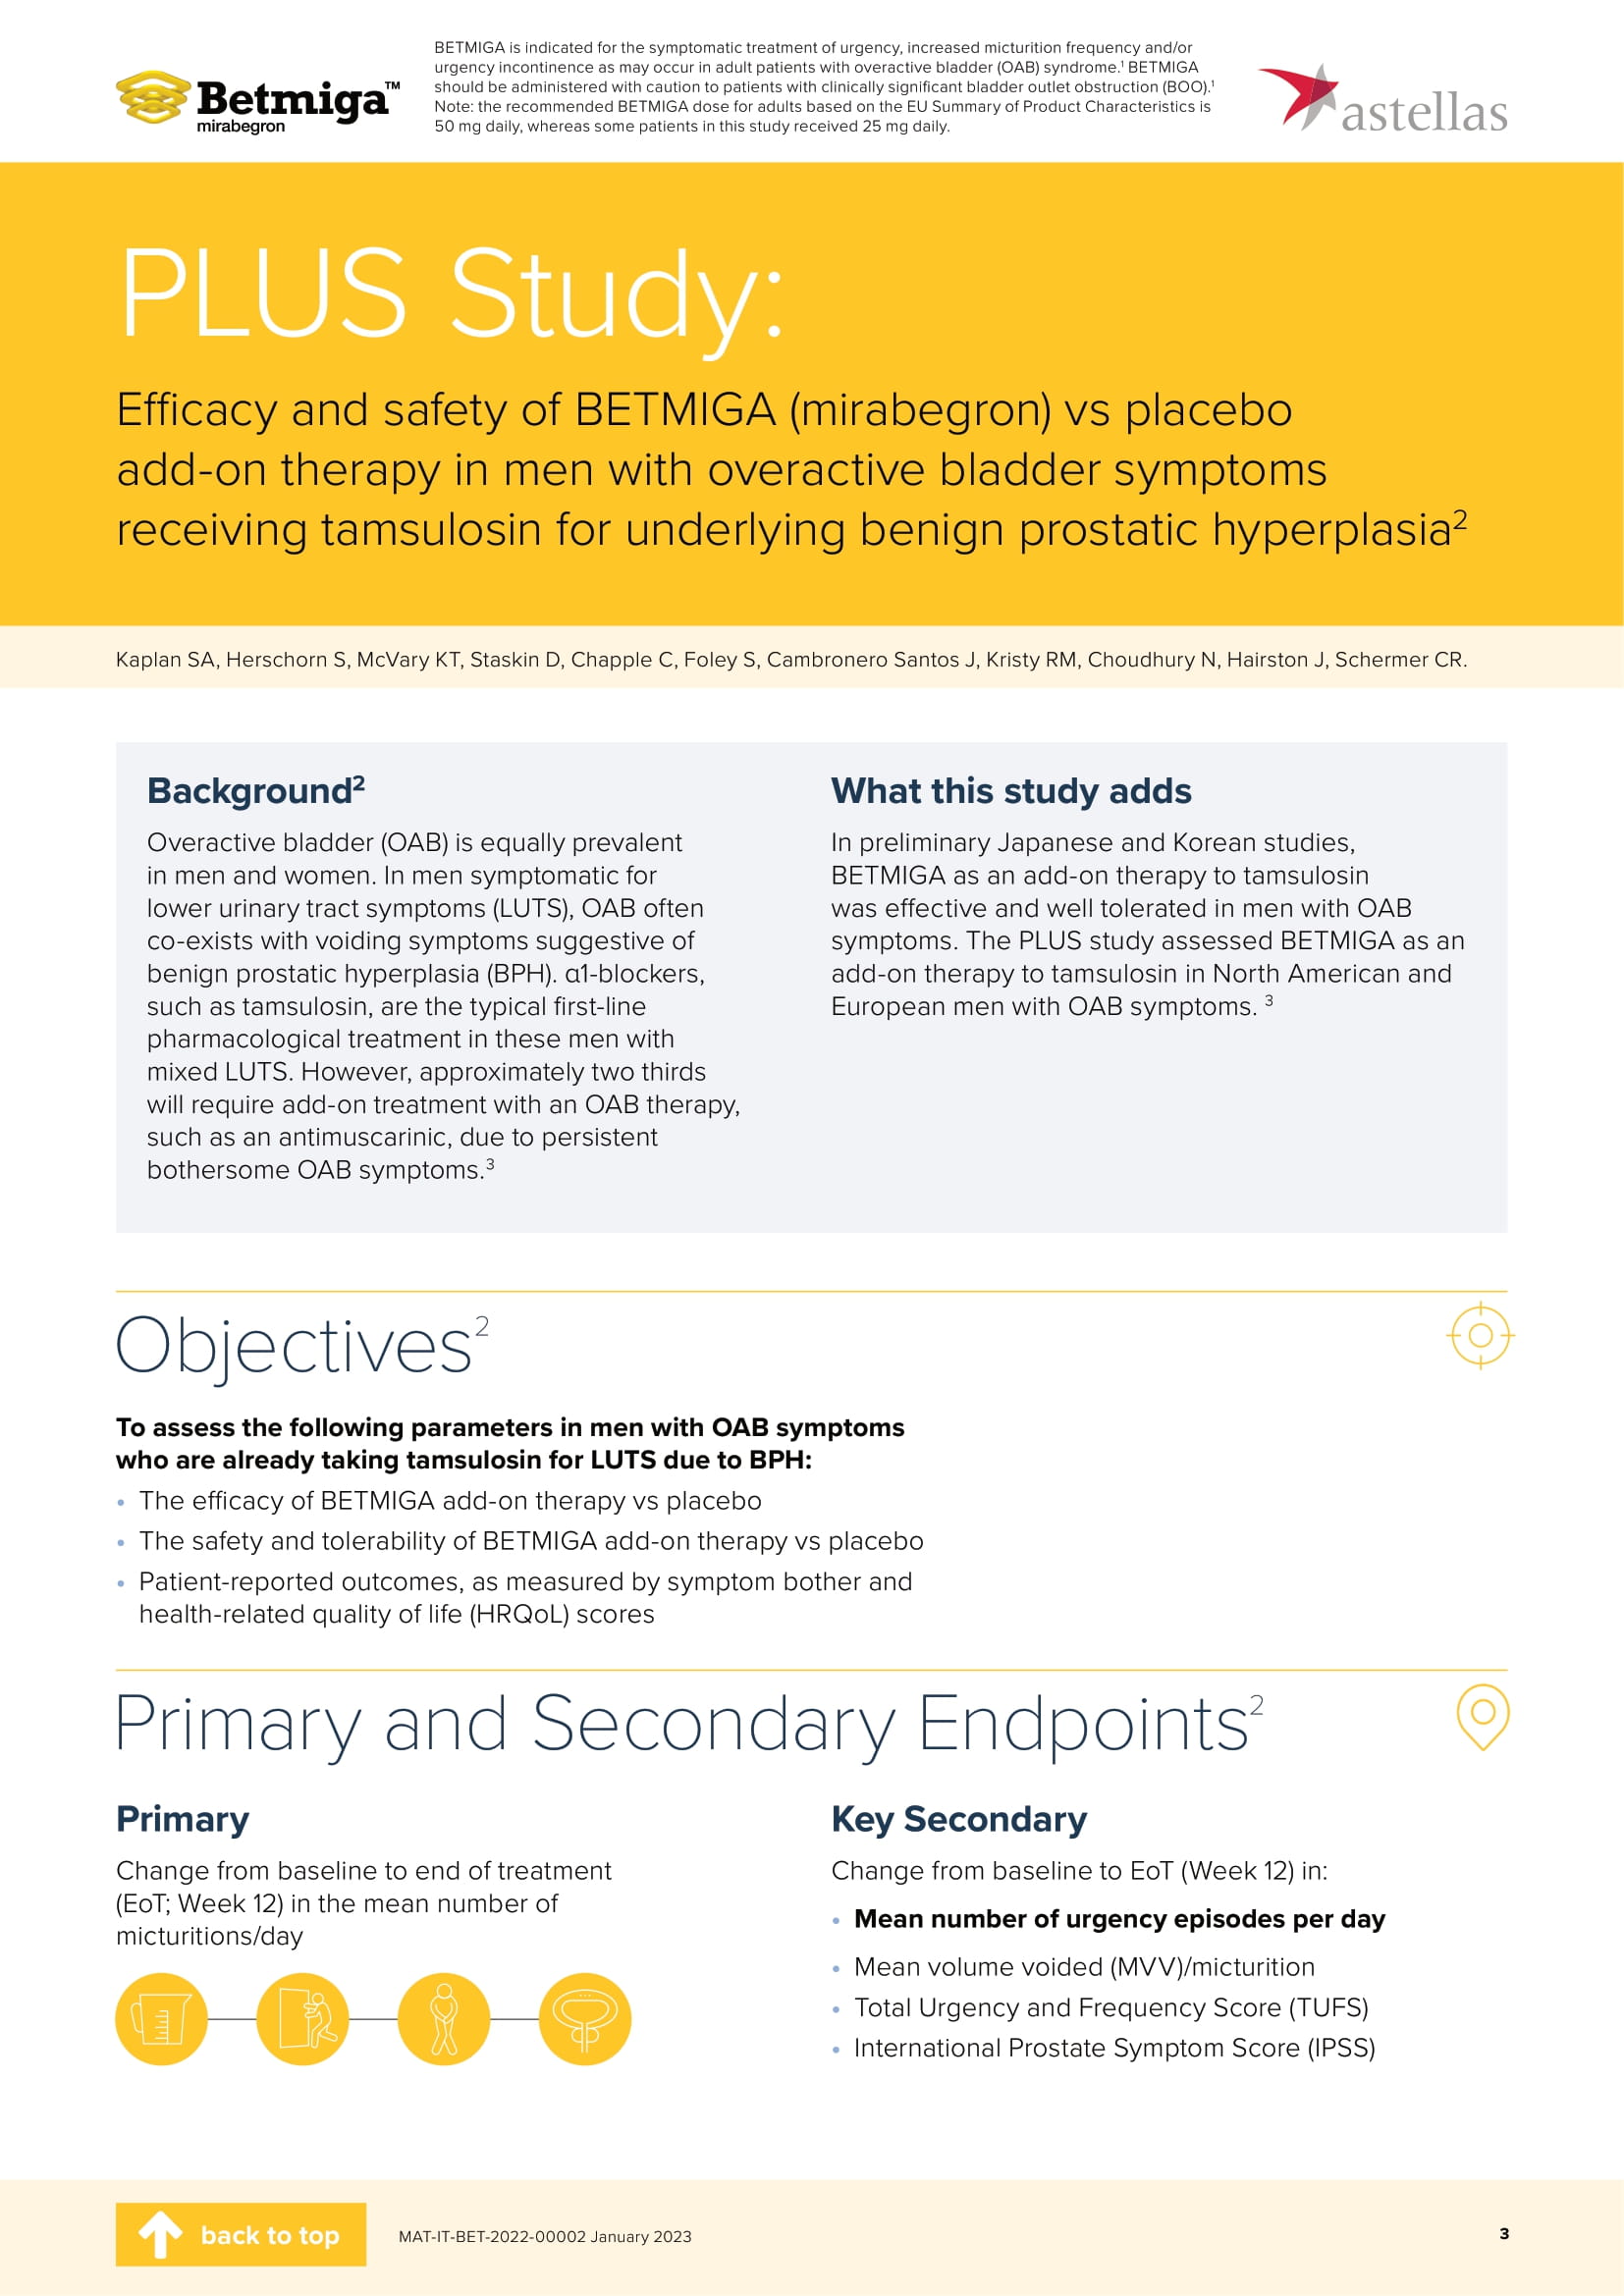 Betmiga™
mirabegron
BETMIGA is indicated for the symptomatic treatment of urgency, increased micturition frequency and/or
urgency incontinence as may occur in adult patients with overactive bladder (OAB) syndrome.¹ BETMIGA
should be administered with caution to patients with clinically significant bladder outlet obstruction (BOO).¹
Note: the recommended BETMIGA dose for adults based on the EU Summary of Product Characteristics is
50 mg daily, whereas some patients in this study received 25 mg daily.
astellas
PLUS Study:
Efficacy and safety of BETMIGA (mirabegron) vs placebo
add-on therapy in men with overactive bladder symptoms
receiving tamsulosin for underlying benign prostatic hyperplasia²
Kaplan SA, Herschorn S, McVary KT, Staskin D, Chapple C, Foley S, Cambronero Santos J, Kristy RM, Choudhury N, Hairston J, Schermer CR.
Background²
Overactive bladder (OAB) is equally prevalent
in men and women. In men symptomatic for
lower urinary tract symptoms (LUTS), OAB often
co-exists with voiding symptoms suggestive of
benign prostatic hyperplasia (BPH). α1-blockers,
such as tamsulosin, are the typical first-line
pharmacological treatment in these men with
mixed LUTS. However, approximately two thirds
will require add-on treatment with an OAB therapy,
such as an antimuscarinic, due to persistent
bothersome OAB symptoms.³
What this study adds
In preliminary Japanese and Korean studies,
BETMIGA as an add-on therapy to tamsulosin
was effective and well tolerated in men with OAB
symptoms. The PLUS study assessed BETMIGA as an
add-on therapy to tamsulosin in North American and
European men with OAB symptoms. ³
Objectives²
To assess the following parameters in men with OAB symptoms
who are already taking tamsulosin for LUTS due to BPH:
• The efficacy of BETMIGA add-on therapy vs placebo
• The safety and tolerability of BETMIGA add-on therapy vs placebo
• Patient-reported outcomes, as measured by symptom bother and
health-related quality of life (HRQoL) scores
Primary and Secondary Endpoints²
Primary
Change from baseline to end of treatment
(EoT; Week 12) in the mean number of
micturitions/day
Key Secondary
Change from baseline to EoT (Week 12) in:
• Mean number of urgency episodes per day
• Mean volume voided (MVV)/micturition
• Total Urgency and Frequency Score (TUFS)
• International Prostate Symptom Score (IPSS)
back to top
MAT-IT-BET-2022-00002 January 2023
3